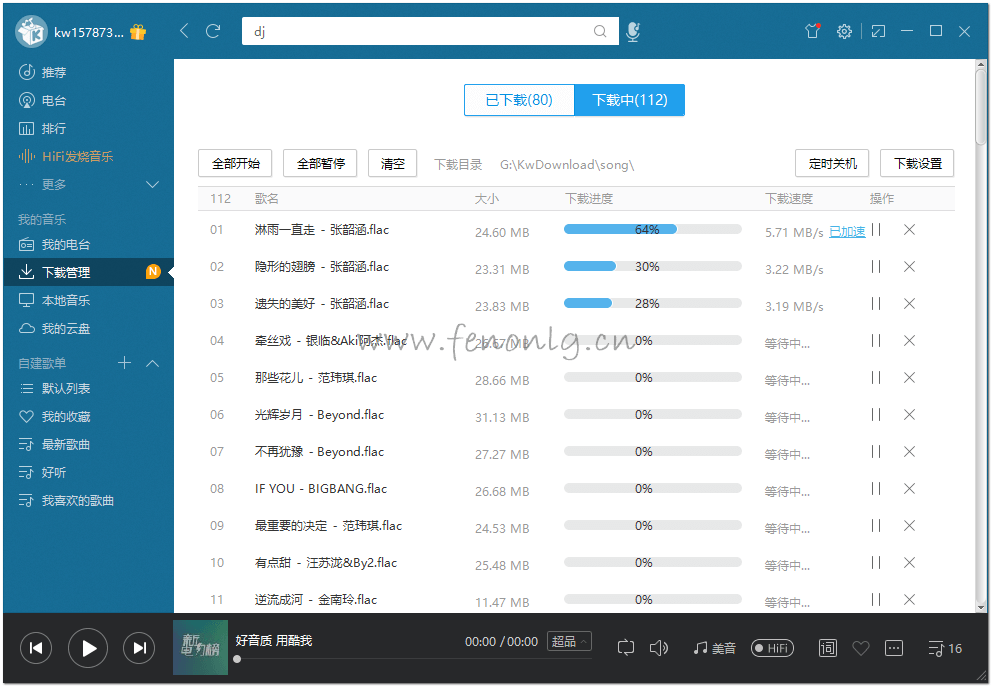 kw157873...
dj
推荐
电台
排行
HiFi发烧音乐
更多
我的音乐
我的电台
下载管理 N
本地音乐
我的云盘
自建歌单
默认列表
我的收藏
最新歌曲
好听
我喜欢的歌曲
已下载(80) 下载中(112)
全部开始 全部暂停 清空 下载目录 G:\KwDownload\song\ 定时关机 下载设置
112 歌名 大小 下载进度 下载速度 操作
01 淋雨一直走 - 张韶涵.flac 24.60 MB 64% 5.71 MB/s 已加速
02 隐形的翅膀 - 张韶涵.flac 23.31 MB 30% 3.22 MB/s
03 遗失的美好 - 张韶涵.flac 23.83 MB 28% 3.19 MB/s
04 牵丝戏 - 银临&Aki阿杰.flac 26.67 MB 0% 等待中...
www.fenonlg.cn
05 那些花儿 - 范玮琪.flac 28.66 MB 0% 等待中...
06 光辉岁月 - Beyond.flac 31.13 MB 0% 等待中...
07 不再犹豫 - Beyond.flac 27.27 MB 0% 等待中...
08 IF YOU - BIGBANG.flac 26.68 MB 0% 等待中...
09 最重要的决定 - 范玮琪.flac 24.53 MB 0% 等待中...
10 有点甜 - 汪苏泷&By2.flac 25.48 MB 0% 等待中...
11 逆流成河 - 金南玲.flac 11.47 MB 0% 等待中...
新
电力榜
好音质 用酷我
00:00 / 00:00 超品
美音 HiFi 词 16